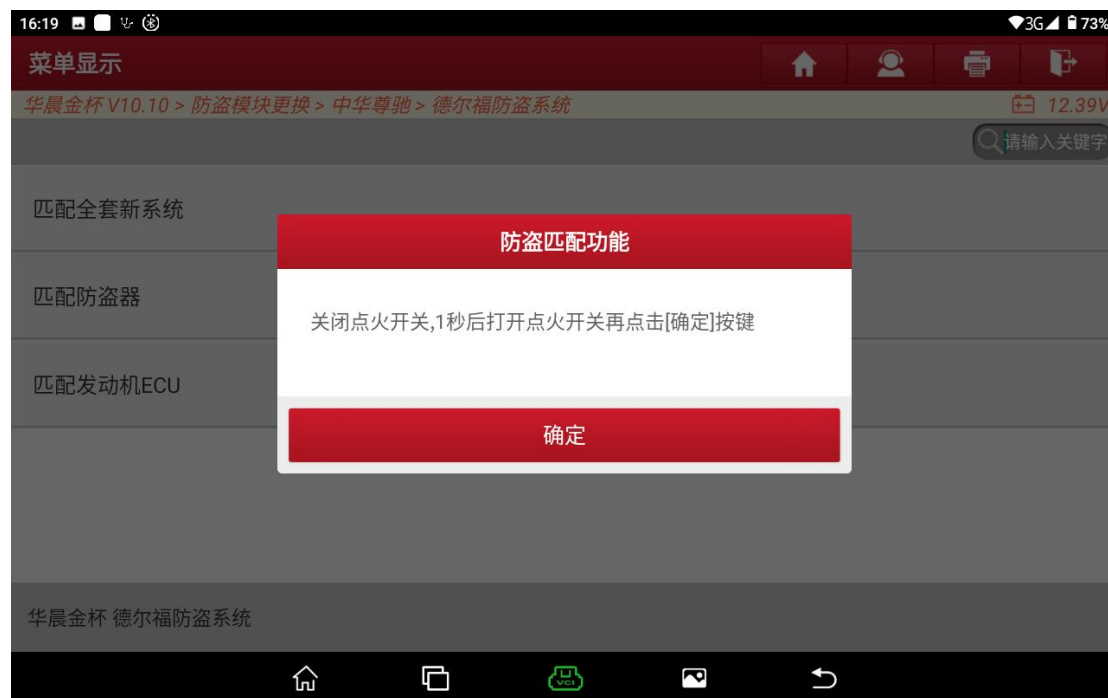 16:19
3G 73%
菜单显示
华晨金杯 V10.10 > 防盗模块更换 > 中华尊驰 > 德尔福防盗系统
12.39V
请输入关键字
匹配全套新系统
防盗匹配功能
匹配防盗器
关闭点火开关,1秒后打开点火开关再点击[确定]按键
匹配发动机ECU
确定
华晨金杯 德尔福防盗系统
VCI